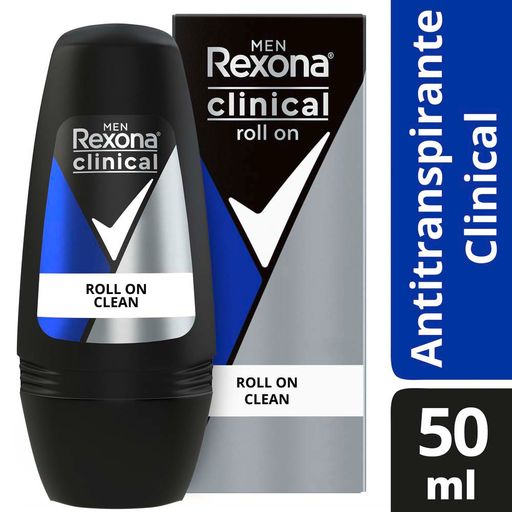 MEN
Rexona®
clinical
ROLL ON
CLEAN
MEN
Rexona®
clinical
roll on
ROLL ON
CLEAN
Antitranspirante
Clinical
50
ml